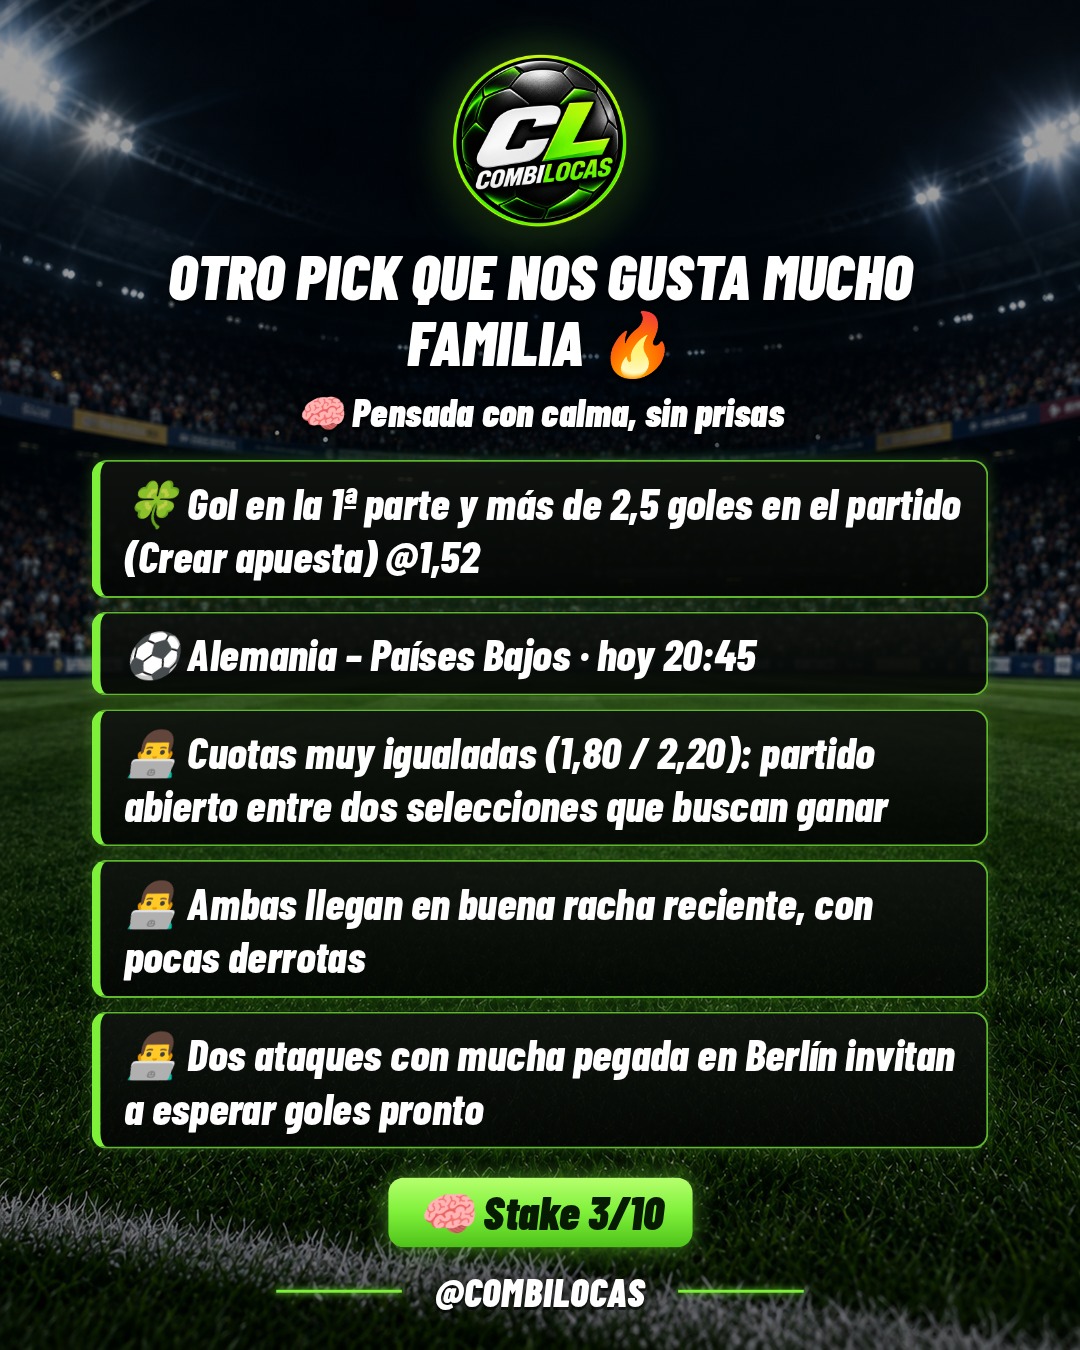 CL
COMBILOCAS
OTRO PICK QUE NOS GUSTA MUCHO
FAMILIA 🔥
🧠 Pensada con calma, sin prisas
🍀 Gol en la 1ª parte y más de 2,5 goles en el partido
(Crear apuesta) @1,52
⚽ Alemania – Países Bajos · hoy 20:45
👨‍💻 Cuotas muy igualadas (1,80 / 2,20): partido
abierto entre dos selecciones que buscan ganar
👨‍💻 Ambas llegan en buena racha reciente, con
pocas derrotas
👨‍💻 Dos ataques con mucha pegada en Berlín invitan
a esperar goles pronto
🧠 Stake 3/10
@COMBILOCAS